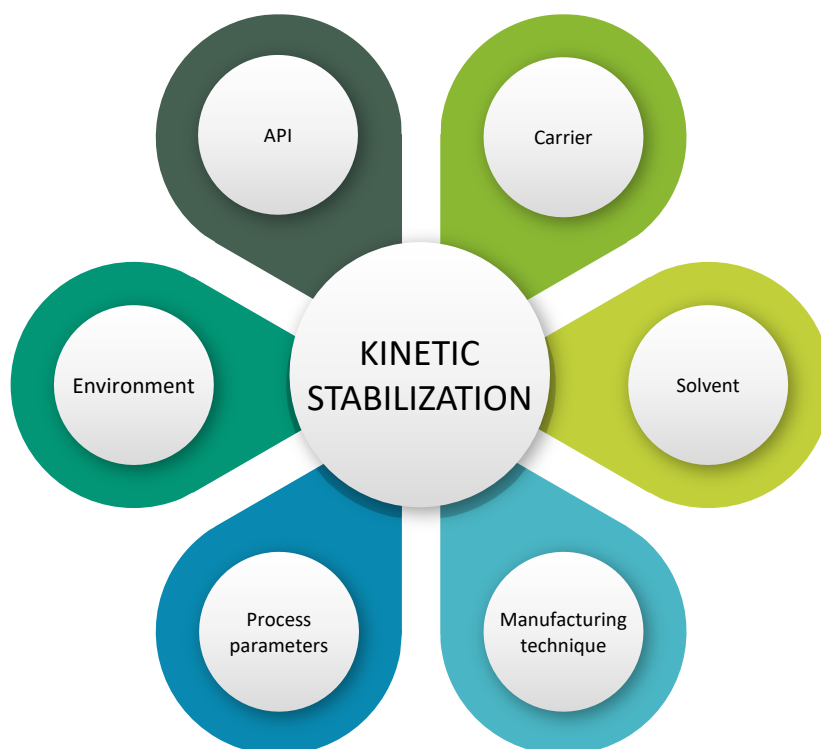 API
Carrier
KINETIC
STABILIZATION
Environment
Solvent
Process
parameters
Manufacturing
technique